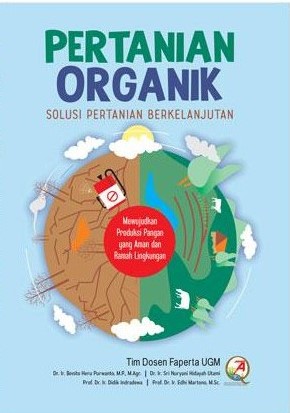 PERTANIAN
ORGANIK
SOLUSI PERTANIAN BERKELANJUTAN
Mewujudkan
Produksi Pangan
yang Aman dan
Ramah Lingkungan
Tim Dosen Faperta UGM
Dr. Ir. Benito Heru Purwanto, M.P., M.Agr. | Dr. Ir. Sri Nuryani Hidayah Utami
Prof. Dr. Ir. Didik Indradewa | Prof. Dr. Ir. Edhi Martono, M.Sc.